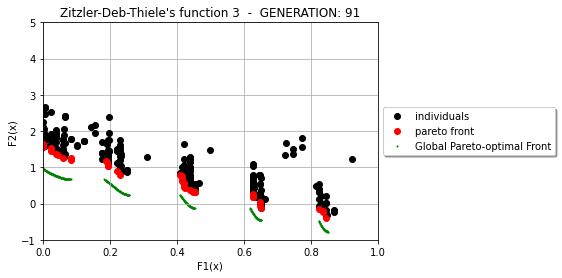 Zitzler-Deb-Thiele's function 3 - GENERATION: 91
5
4
3
2
1
0
−1
F2(x)
0.0 0.2 0.4 0.6 0.8 1.0
F1(x)
individuals
pareto front
Global Pareto-optimal Front